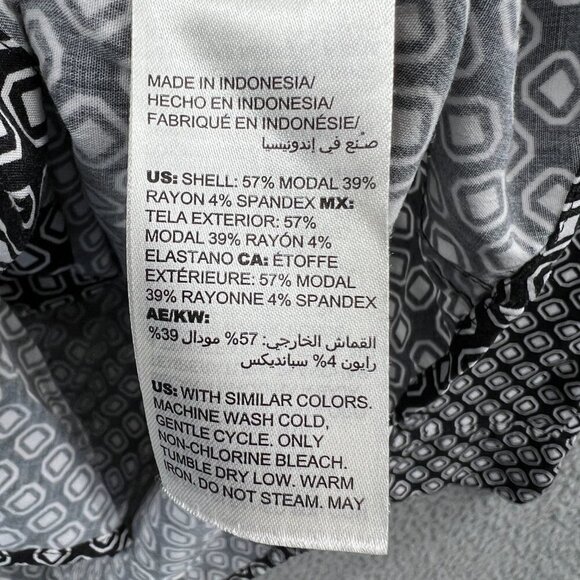 MADE IN INDONESIA/
HECHO EN INDONESIA/
FABRIQUÉ EN INDONÉSIE/
صنع في إندونيسيا
US: SHELL: 57% MODAL 39%
RAYON 4% SPANDEX MX:
TELA EXTERIOR: 57%
MODAL 39% RAYÓN 4%
ELASTANO CA: ÉTOFFE
EXTÉRIEURE: 57% MODAL
39% RAYONNE 4% SPANDEX
AE/KW:
القماش الخارجي: 57% مودال 39%
رايون 4% سباندیکس
US: WITH SIMILAR COLORS.
MACHINE WASH COLD,
GENTLE CYCLE. ONLY
NON-CHLORINE BLEACH.
TUMBLE DRY LOW. WARM
IRON. DO NOT STEAM. MAY